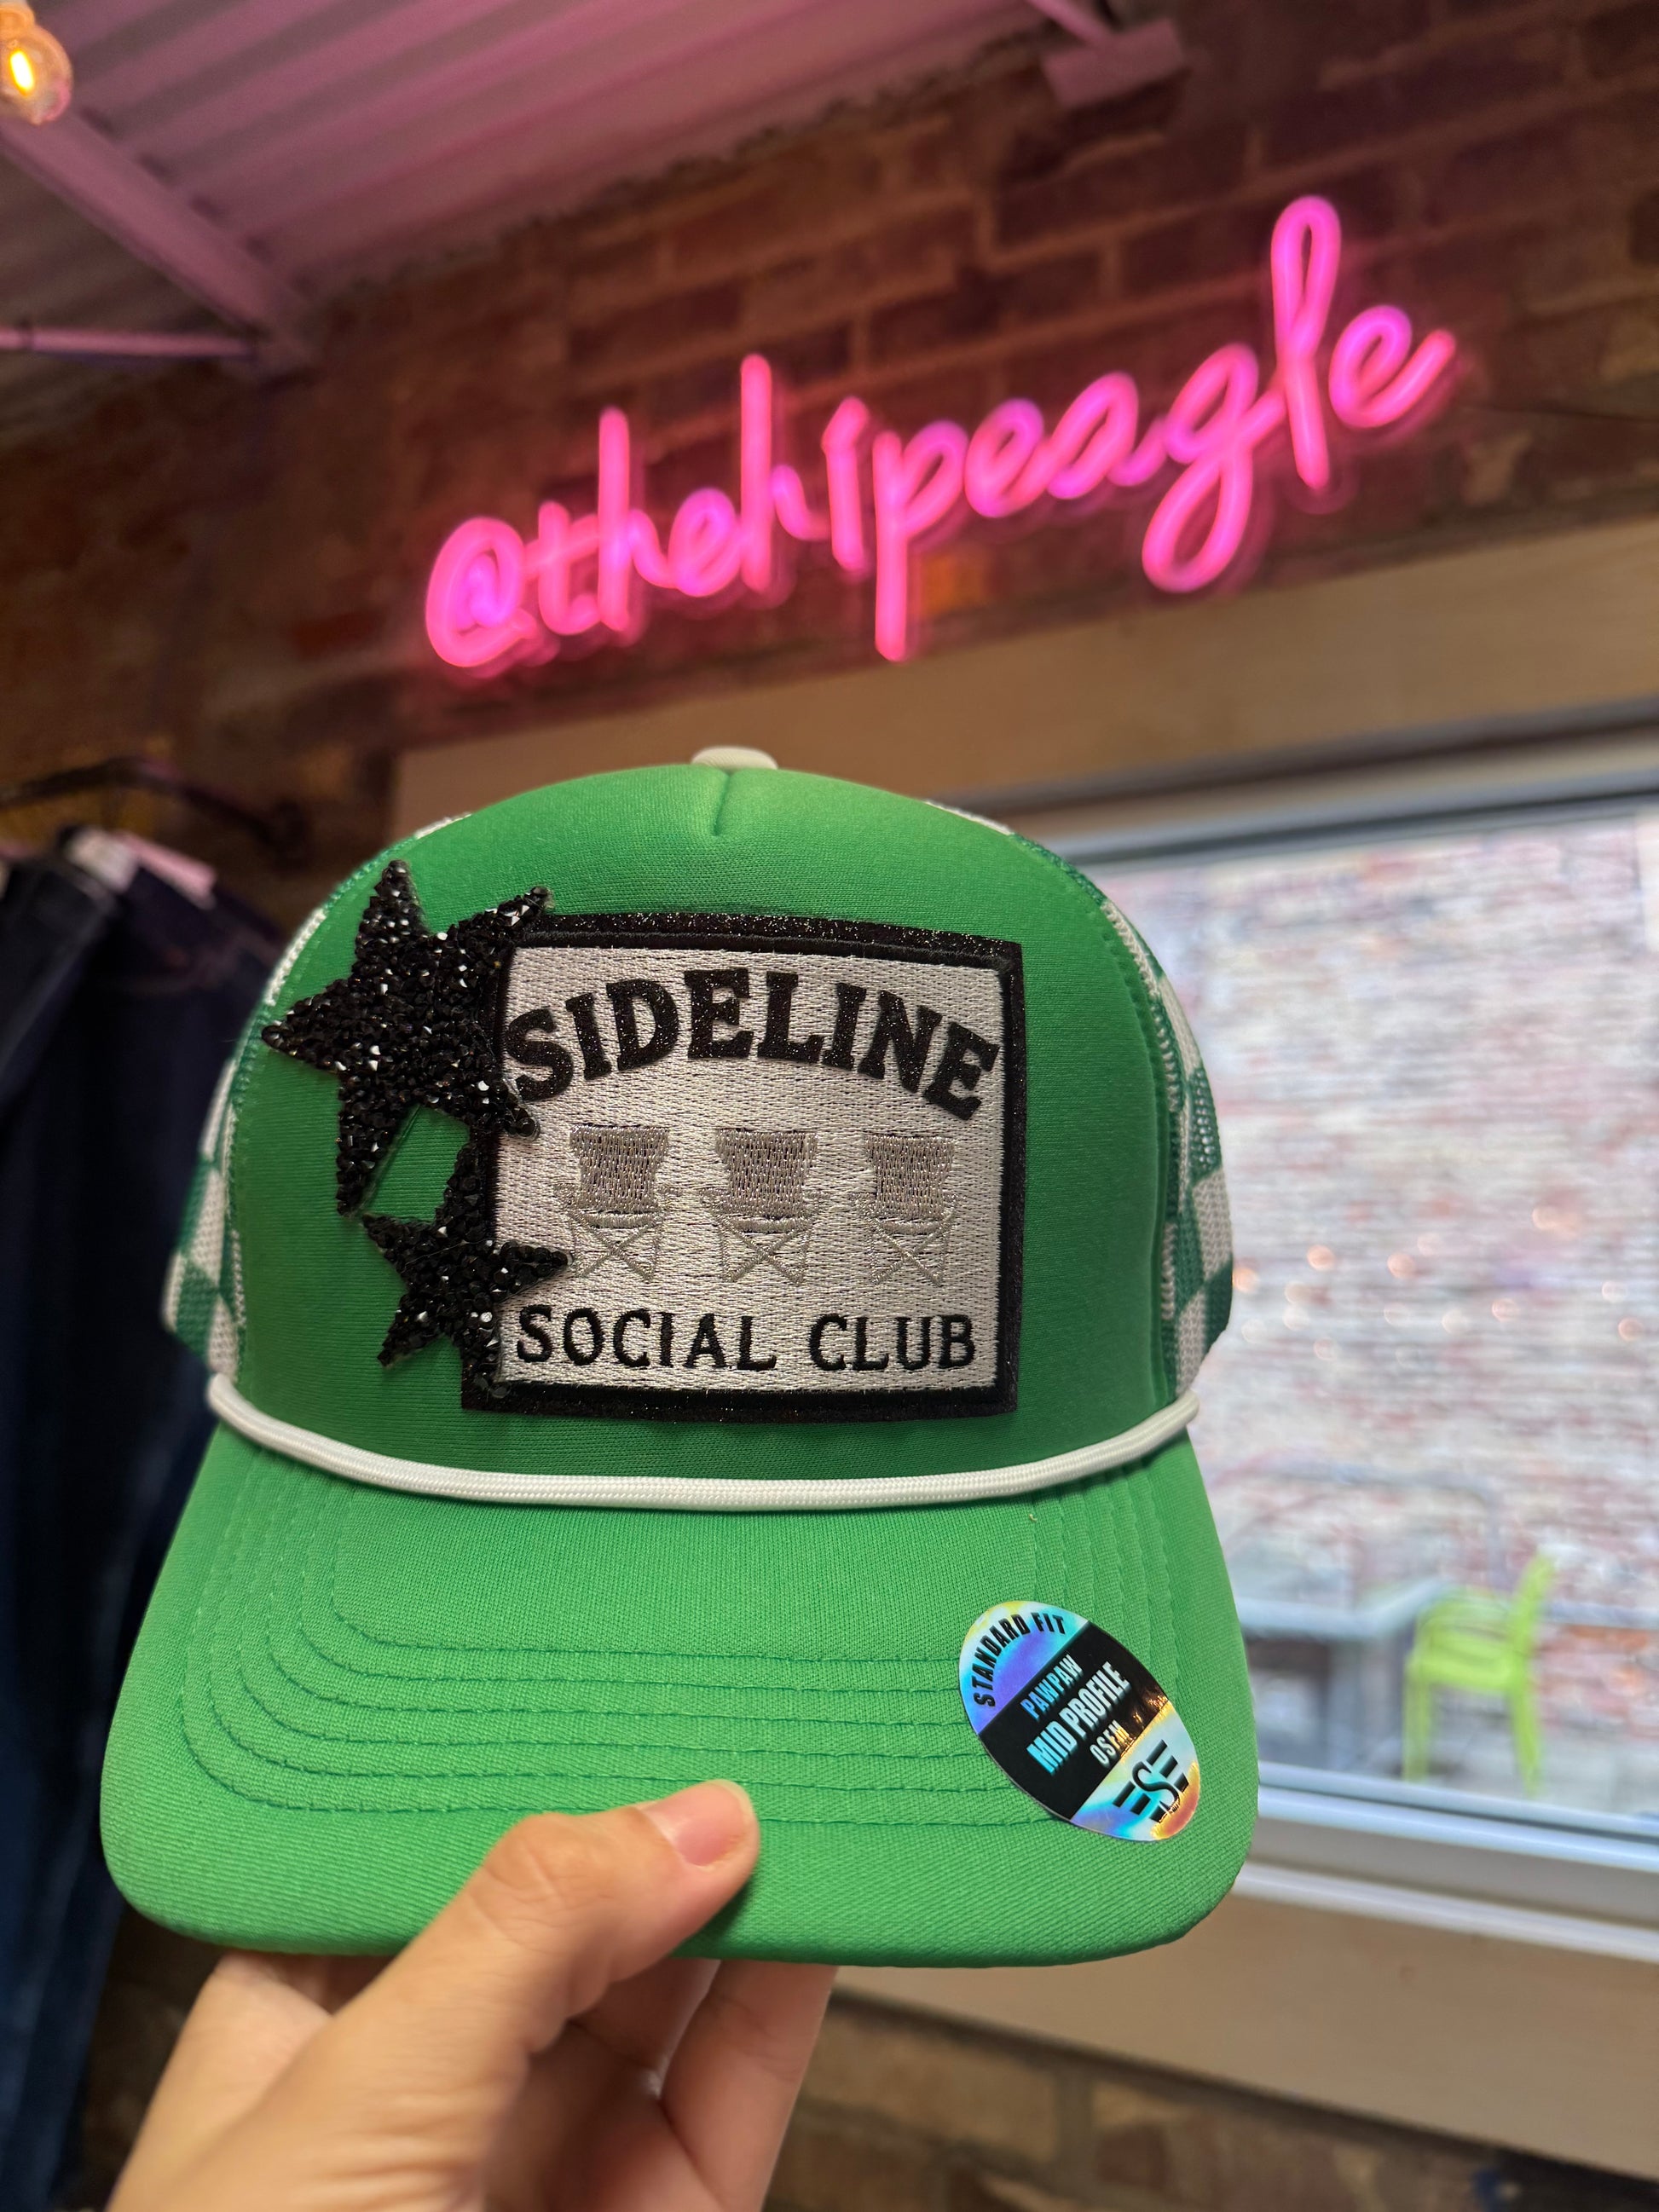 @thehipeagle
SIDELINE
SOCIAL CLUB
STANDARD FIT
PAWPAW
MID PROFILE
OSFM